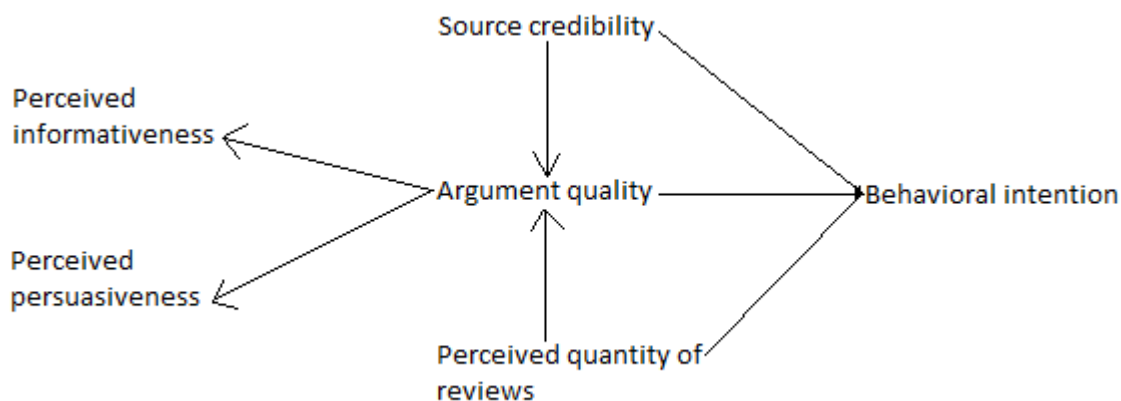 Source credibility
Perceived
informativeness
Argument quality
Behavioral intention
Perceived
persuasiveness
Perceived quantity of
reviews